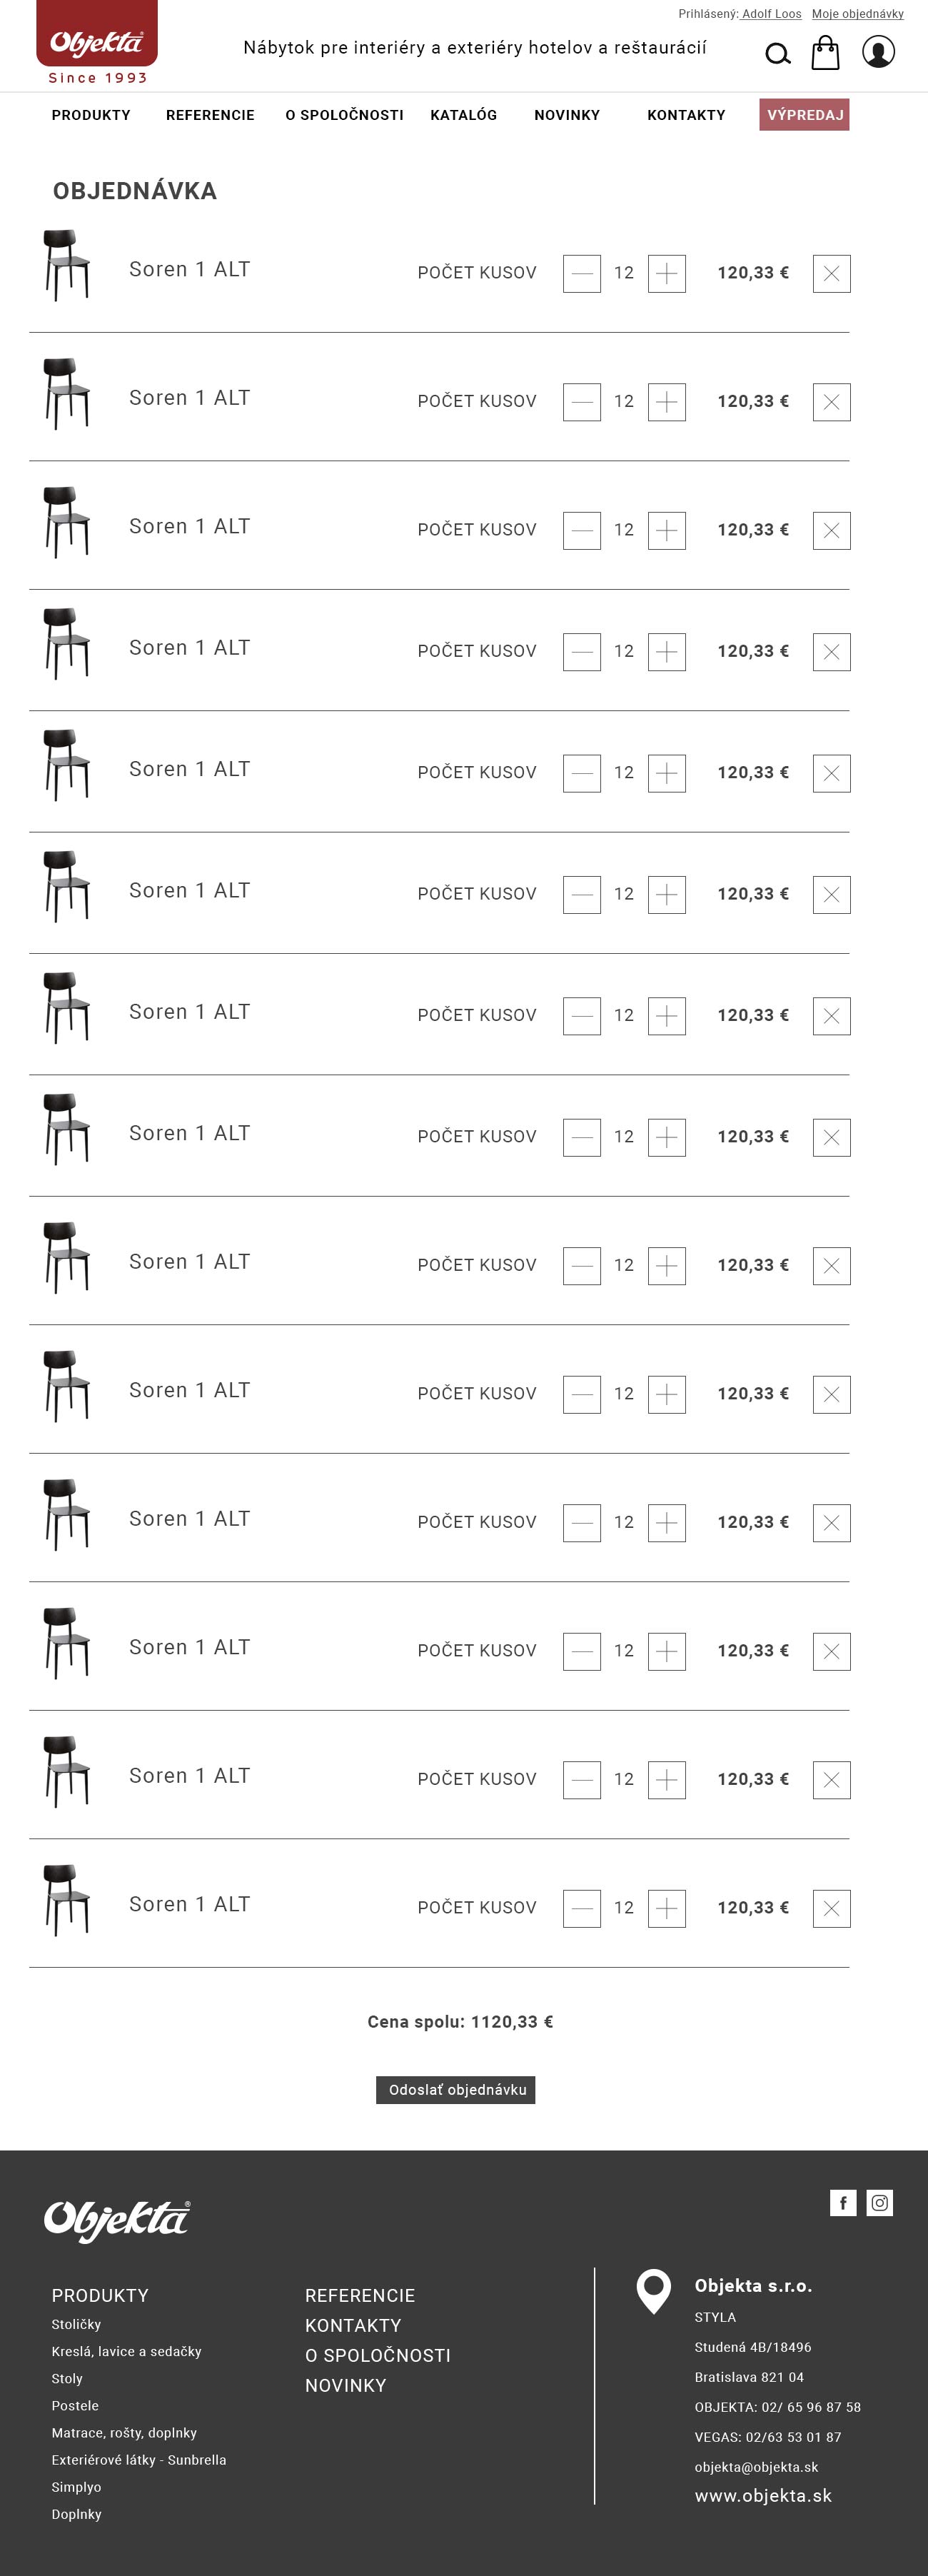 Prihlásený: Adolf Loos Moje objednávky
Objekta®
Since 1993
Nábytok pre interiéry a exteriéry hotelov a reštaurácií
PRODUKTY REFERENCIE O SPOLOČNOSTI KATALÓG NOVINKY KONTAKTY VÝPREDAJ
OBJEDNÁVKA
Soren 1 ALT POČET KUSOV 12 120,33 €
Soren 1 ALT POČET KUSOV 12 120,33 €
Soren 1 ALT POČET KUSOV 12 120,33 €
Soren 1 ALT POČET KUSOV 12 120,33 €
Soren 1 ALT POČET KUSOV 12 120,33 €
Soren 1 ALT POČET KUSOV 12 120,33 €
Soren 1 ALT POČET KUSOV 12 120,33 €
Soren 1 ALT POČET KUSOV 12 120,33 €
Soren 1 ALT POČET KUSOV 12 120,33 €
Soren 1 ALT POČET KUSOV 12 120,33 €
Soren 1 ALT POČET KUSOV 12 120,33 €
Soren 1 ALT POČET KUSOV 12 120,33 €
Soren 1 ALT POČET KUSOV 12 120,33 €
Soren 1 ALT POČET KUSOV 12 120,33 €
Cena spolu: 1120,33 €
Odoslať objednávku
Objekta®
PRODUKTY
Stoličky
Kreslá, lavice a sedačky
Stoly
Postele
Matrace, rošty, doplnky
Exteriérové látky - Sunbrella
Simplyo
Doplnky
REFERENCIE
KONTAKTY
O SPOLOČNOSTI
NOVINKY
Objekta s.r.o.
STYLA
Studená 4B/18496
Bratislava 821 04
OBJEKTA: 02/ 65 96 87 58
VEGAS: 02/63 53 01 87
objekta@objekta.sk
www.objekta.sk